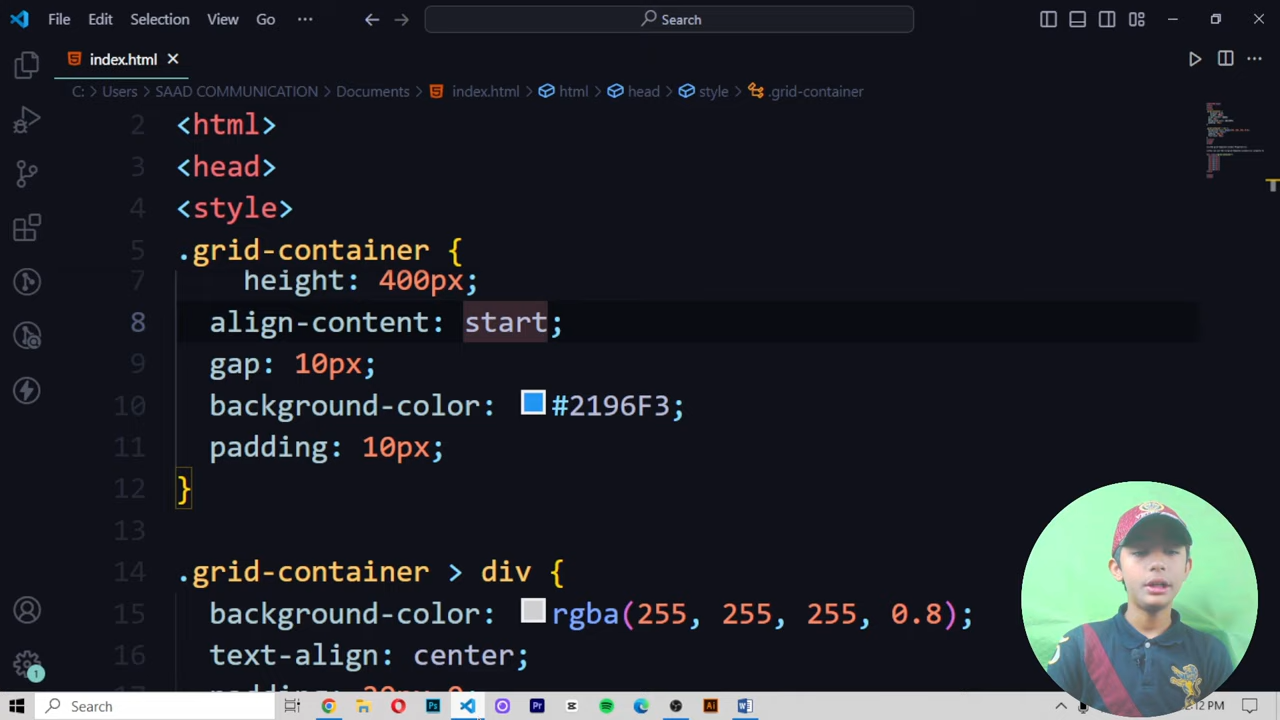 File Edit Selection View Go ··· Search
index.html
C: Users SAAD COMMUNICATION Documents index.html html head style .grid-container
2 <html>
3 <head>
4 <style>
5 .grid-container {
7 height: 400px;
8 align-content: start;
9 gap: 10px;
10 background-color: #2196F3;
11 padding: 10px;
12 }
13
14 .grid-container > div {
15 background-color: rgba(255, 255, 255, 0.8);
16 text-align: center;
1
Search
:12 PM